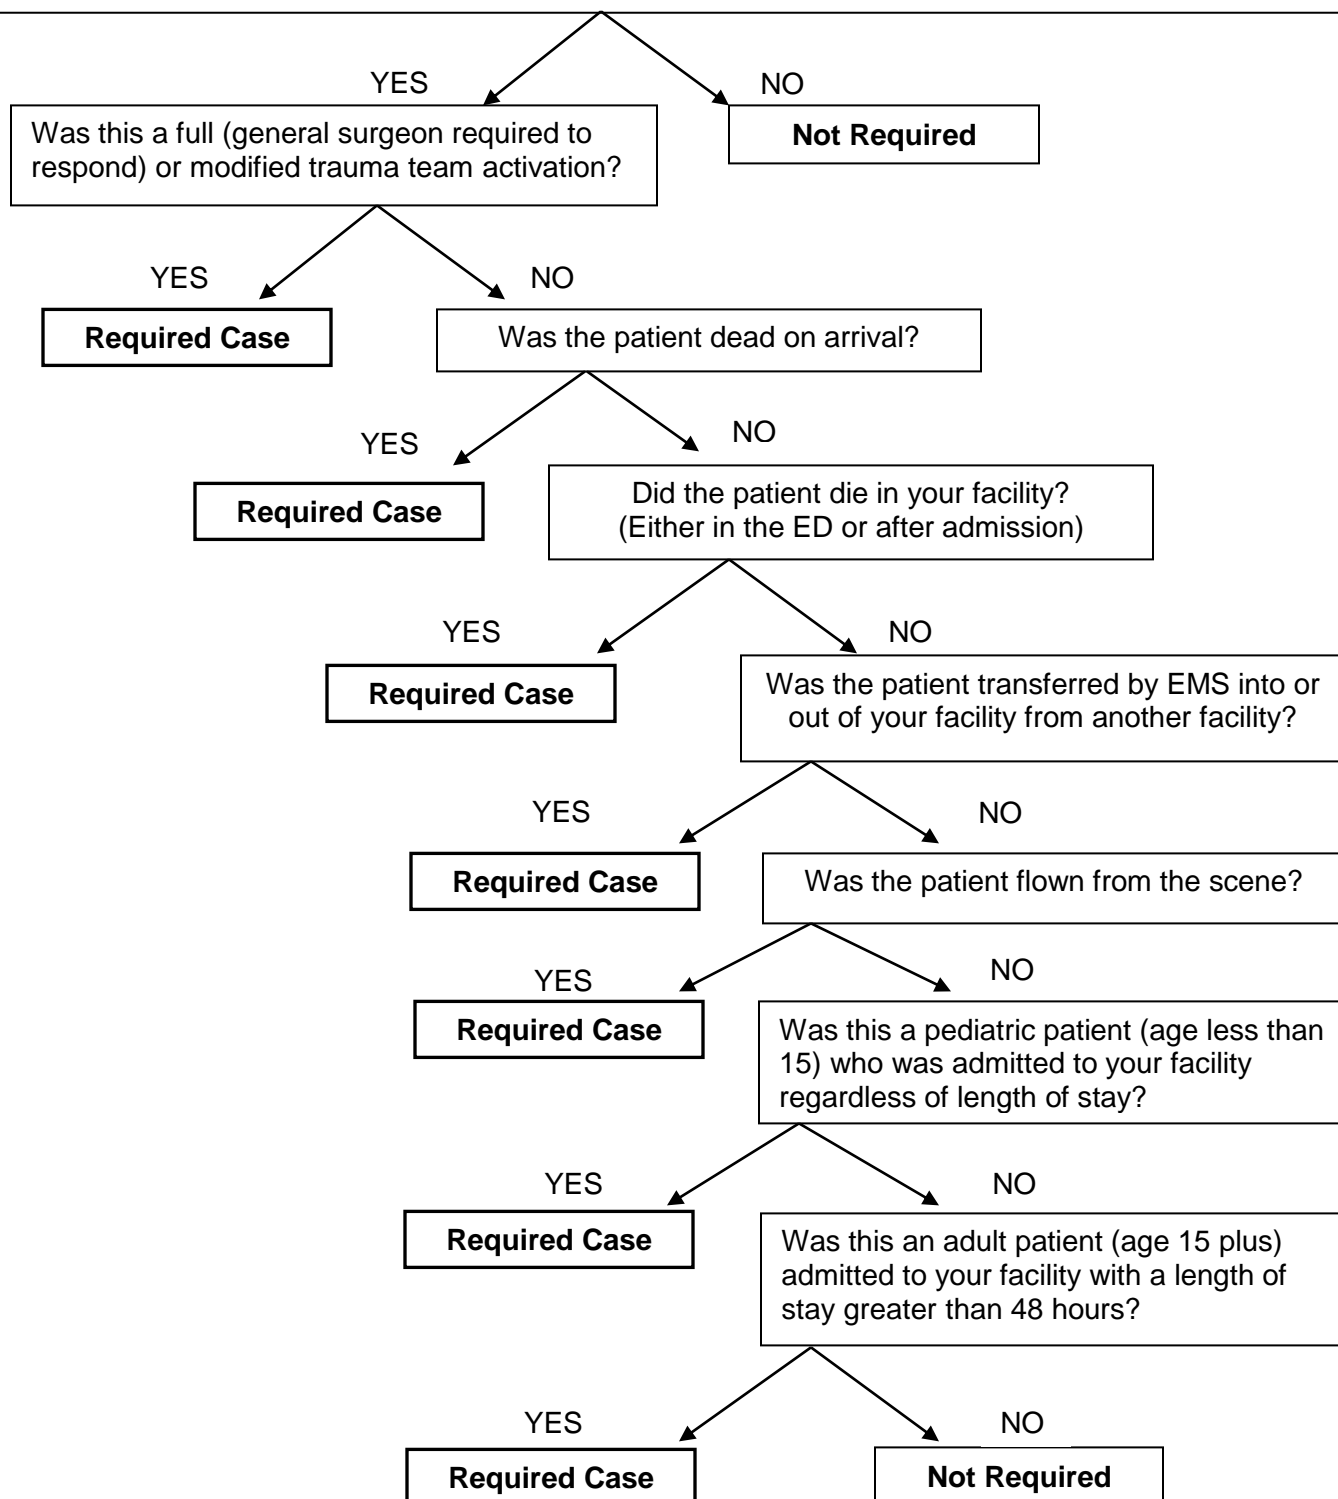 YES
NO
Was this a full (general surgeon required to
respond) or modified trauma team activation?
Not Required
YES
NO
Required Case
Was the patient dead on arrival?
YES
NO
Required Case
Did the patient die in your facility?
(Either in the ED or after admission)
YES
NO
Required Case
Was the patient transferred by EMS into or
out of your facility from another facility?
YES
NO
Required Case
Was the patient flown from the scene?
YES
NO
Required Case
Was this a pediatric patient (age less than
15) who was admitted to your facility
regardless of length of stay?
YES
NO
Required Case
Was this an adult patient (age 15 plus)
admitted to your facility with a length of
stay greater than 48 hours?
YES
NO
Required Case
Not Required